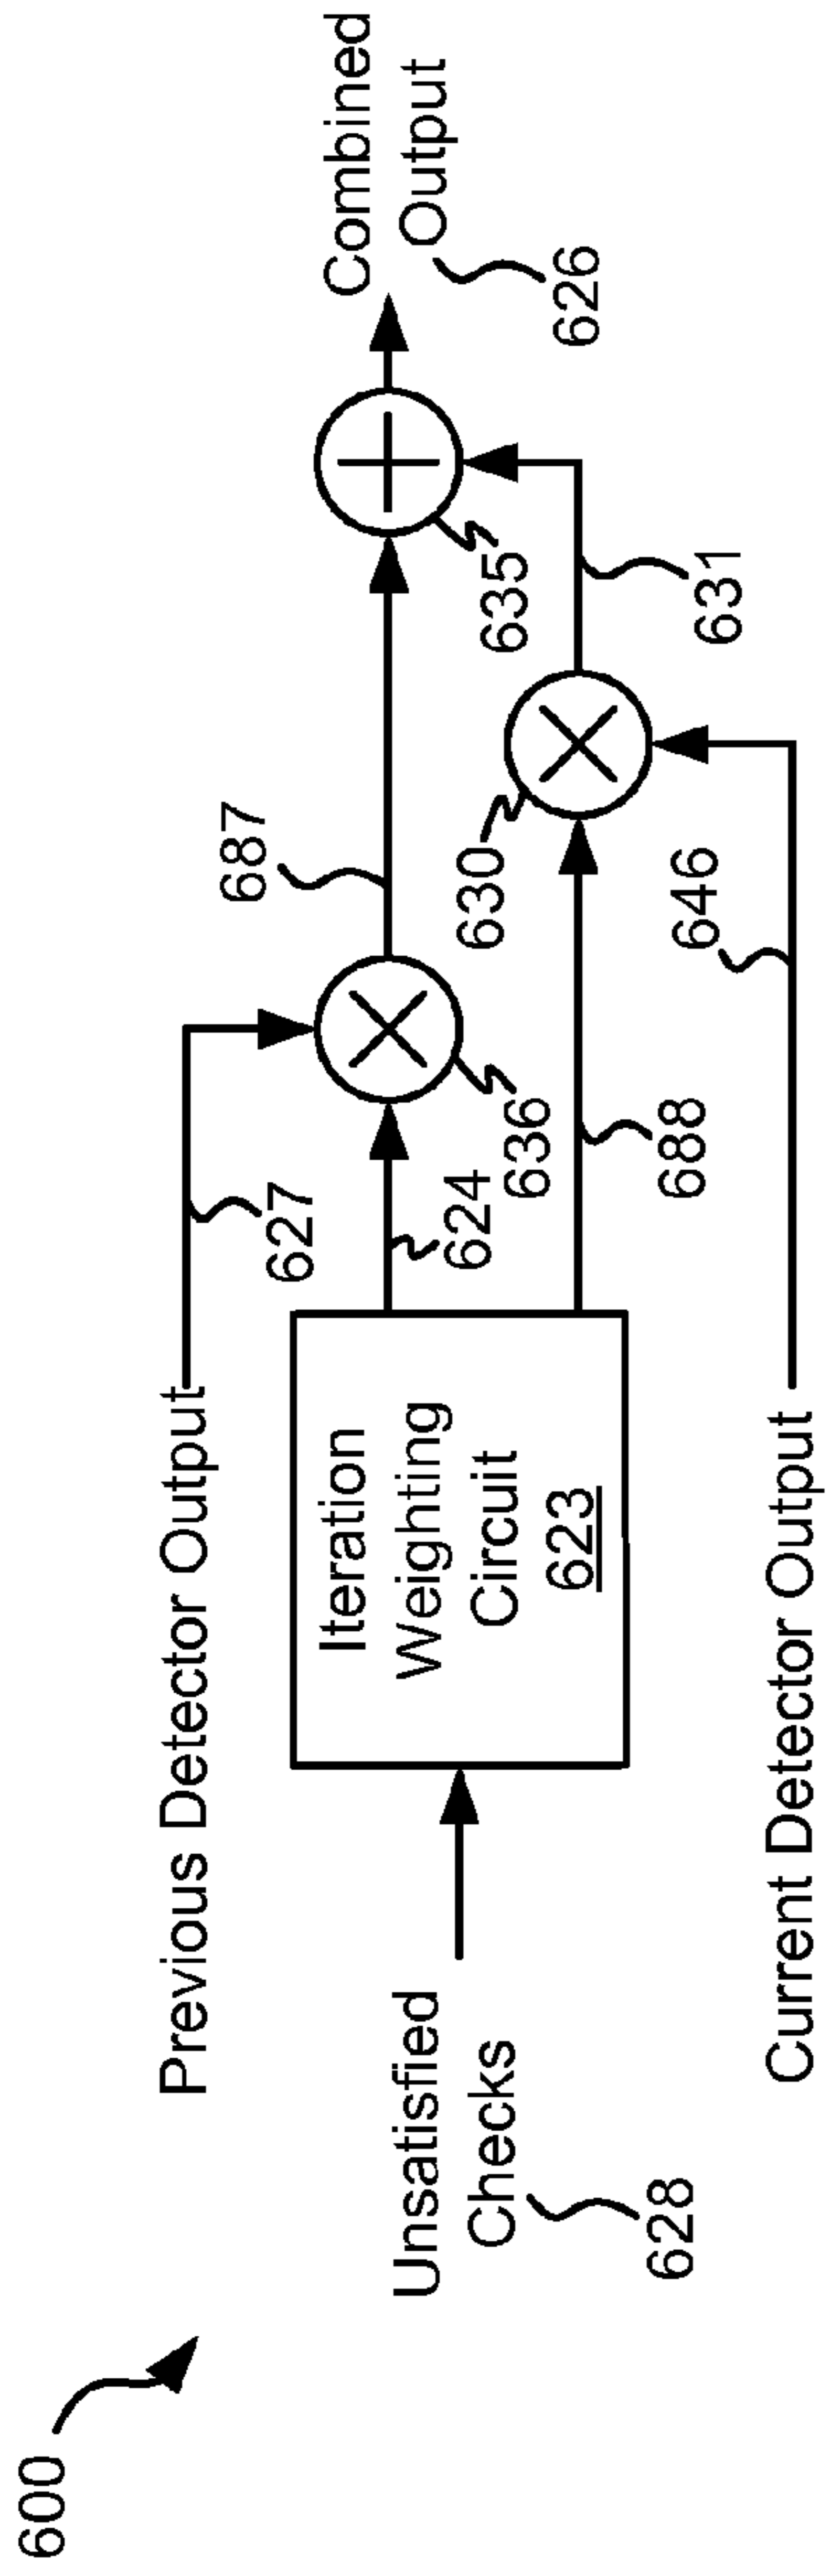 600
Previous Detector Output
627
Unsatisfied
Checks
628
Iteration
Weighting
Circuit
623
624
636
687
688
630
646
Current Detector Output
635
631
Combined
Output
626